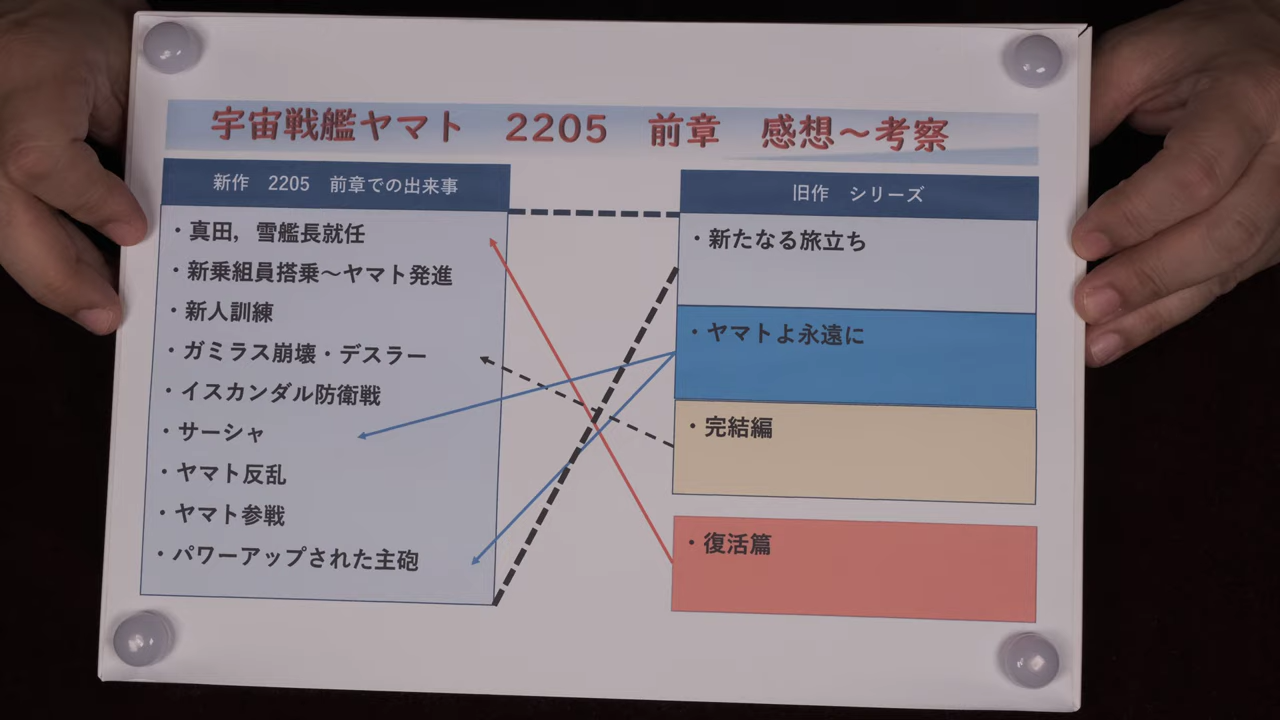 宇宙戦艦ヤマト 2205 前章 感想～考察
新作 2205 前章での出来事
・真田，雪艦長就任
・新乗組員搭乗～ヤマト発進
・新人訓練
・ガミラス崩壊・デスラー
・イスカンダル防衛戦
・サーシャ
・ヤマト反乱
・ヤマト参戦
・パワーアップされた主砲
旧作 シリーズ
・新たなる旅立ち
・ヤマトよ永遠に
・完結編
・復活篇